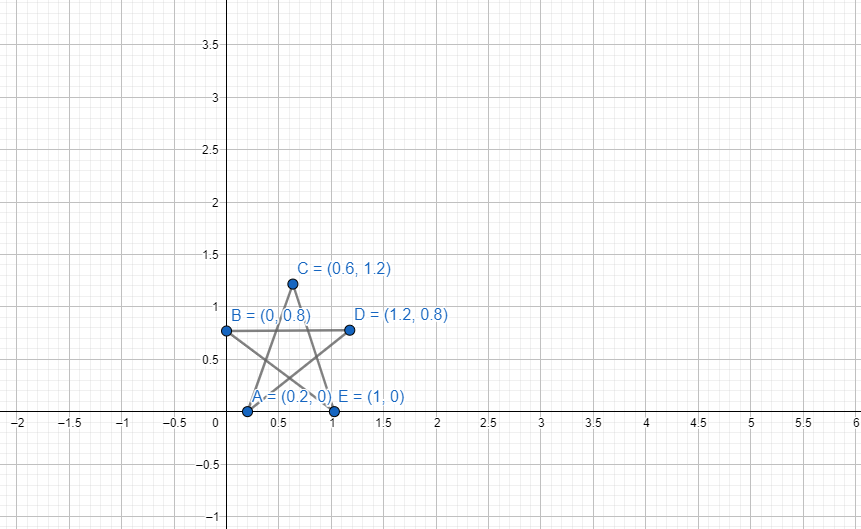 3.5
3
2.5
2
1.5
C = (0.6, 1.2)
1
B = (0, 0.8)
D = (1.2, 0.8)
0.5
A = (0.2, 0)
E = (1, 0)
–2 –1.5 –1 –0.5 0 0.5 1 1.5 2 2.5 3 3.5 4 4.5 5 5.5 6
–0.5
–1